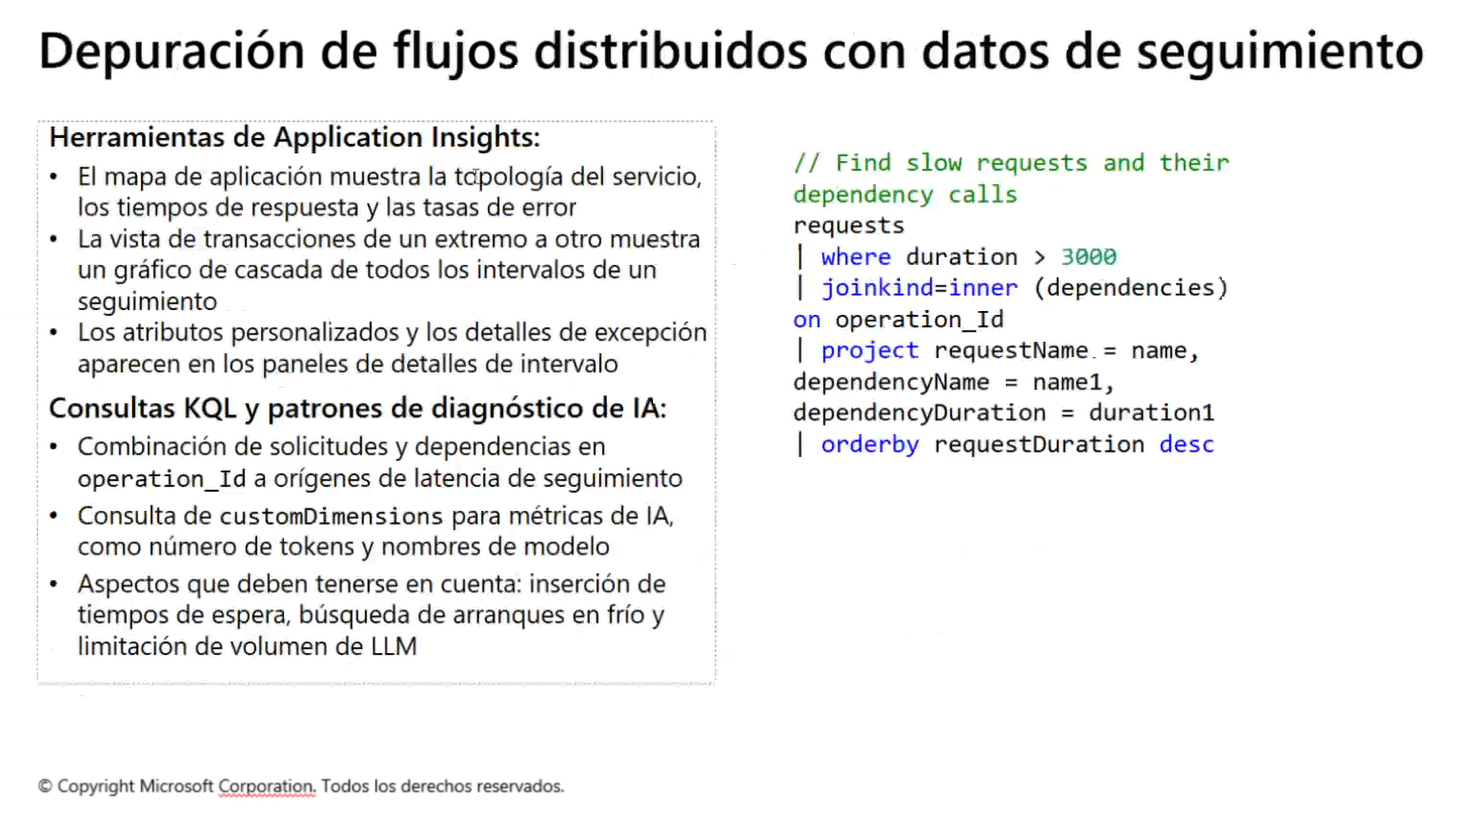 Depuración de flujos distribuidos con datos de seguimiento
Herramientas de Application Insights:
• El mapa de aplicación muestra la topología del servicio,
los tiempos de respuesta y las tasas de error
• La vista de transacciones de un extremo a otro muestra
un gráfico de cascada de todos los intervalos de un
seguimiento
• Los atributos personalizados y los detalles de excepción
aparecen en los paneles de detalles de intervalo
Consultas KQL y patrones de diagnóstico de IA:
• Combinación de solicitudes y dependencias en
operation_Id a orígenes de latencia de seguimiento
• Consulta de customDimensions para métricas de IA,
como número de tokens y nombres de modelo
• Aspectos que deben tenerse en cuenta: inserción de
tiempos de espera, búsqueda de arranques en frío y
limitación de volumen de LLM
// Find slow requests and their
dependency calls
requests
| where duration > 3000
| joinkind=inner (dependencies)
on operation_Id
| project requestName = name,
dependencyName = name1,
dependencyDuration = duration1
| orderby requestDuration desc
© Copyright Microsoft Corporation. Todos los derechos reservados.